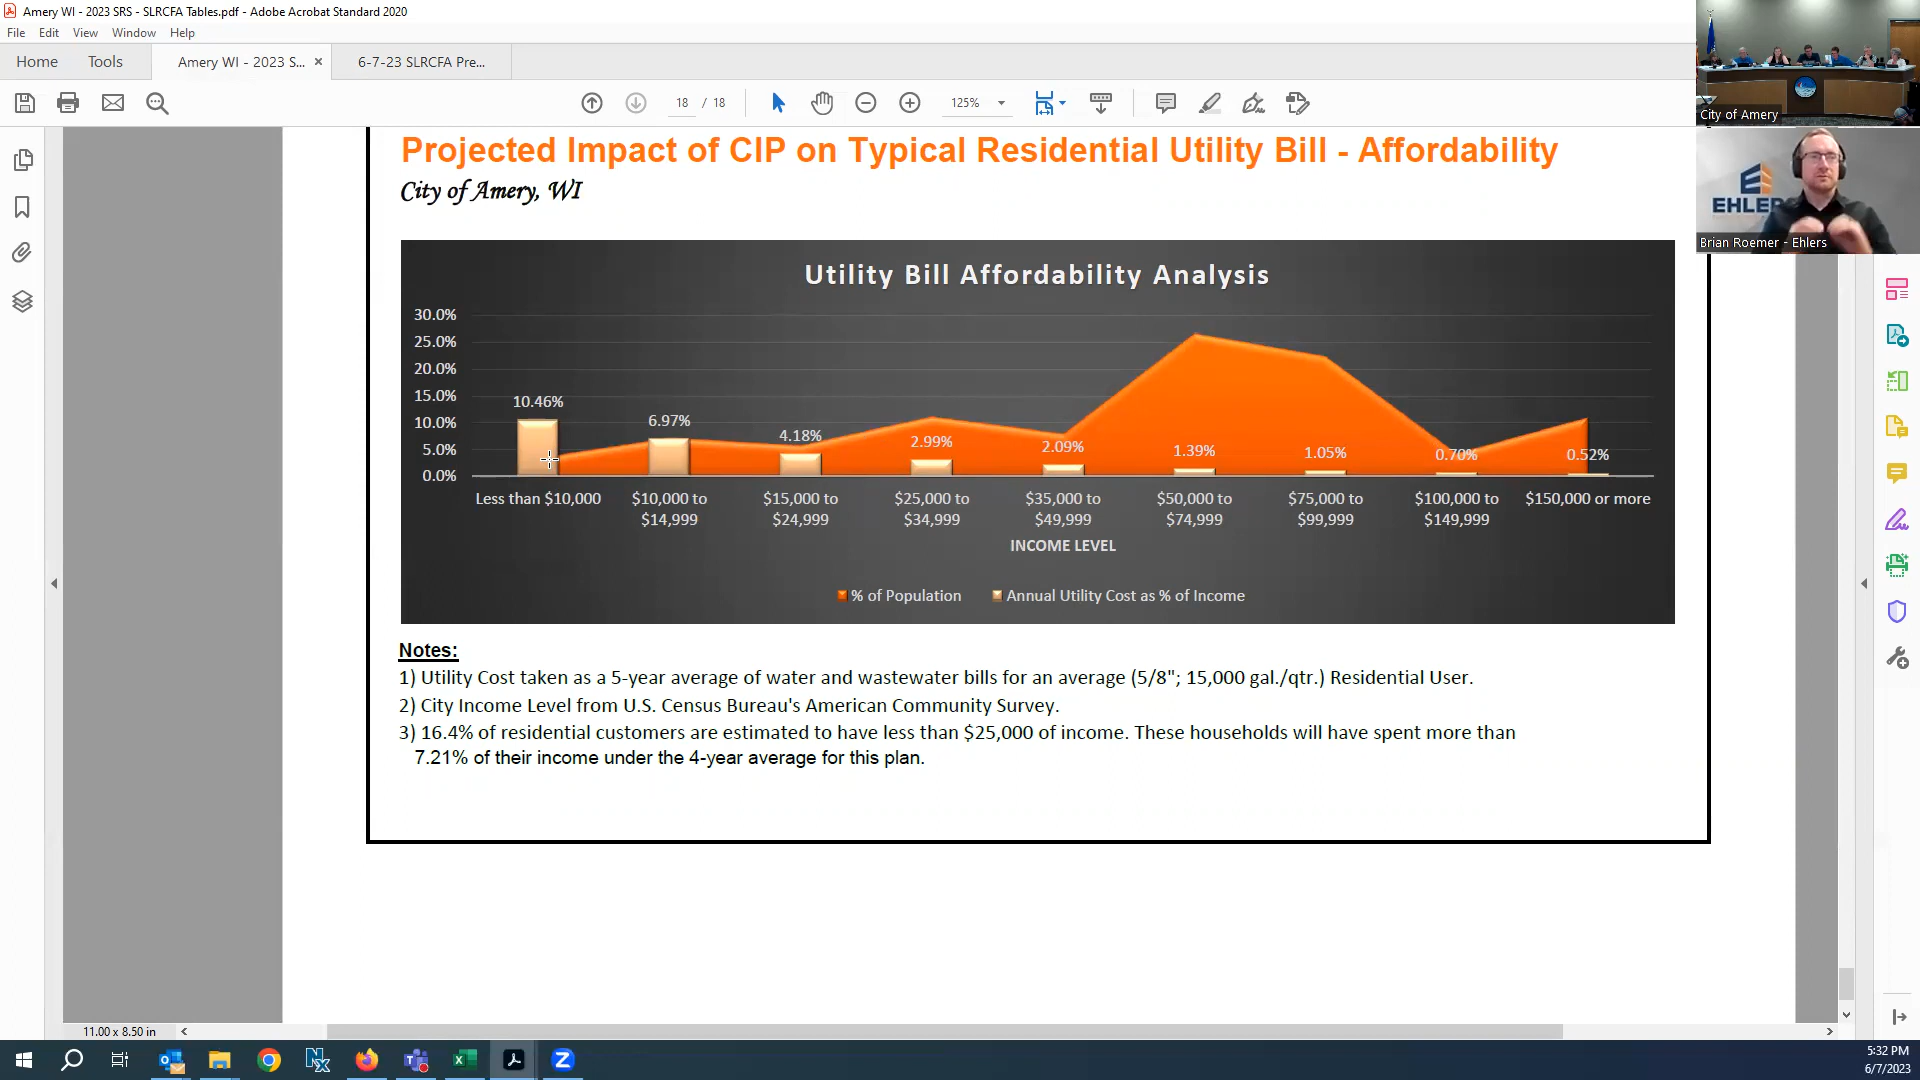 Amery WI - 2023 SRS - SLRCFA Tables.pdf - Adobe Acrobat Standard 2020
File Edit View Window Help
Home Tools Amery WI - 2023 S... × 6-7-23 SLRCFA Pre...
18 / 18 125%
City of Amery
EHLERS
Brian Roemer - Ehlers
Projected Impact of CIP on Typical Residential Utility Bill - Affordability
City of Amery, WI
Utility Bill Affordability Analysis
30.0%
25.0%
20.0%
15.0%
10.0%
5.0%
0.0%
10.46% 6.97% 4.18% 2.99% 2.09% 1.39% 1.05% 0.70% 0.52%
Less than $10,000 $10,000 to $15,000 to $25,000 to $35,000 to $50,000 to $75,000 to $100,000 to $150,000 or more
$14,999 $24,999 $34,999 $49,999 $74,999 $99,999 $149,999
INCOME LEVEL
% of Population Annual Utility Cost as % of Income
Notes:
1) Utility Cost taken as a 5-year average of water and wastewater bills for an average (5/8"; 15,000 gal./qtr.) Residential User.
2) City Income Level from U.S. Census Bureau's American Community Survey.
3) 16.4% of residential customers are estimated to have less than $25,000 of income. These households will have spent more than
7.21% of their income under the 4-year average for this plan.
11.00 x 8.50 in
5:32 PM
6/7/2023